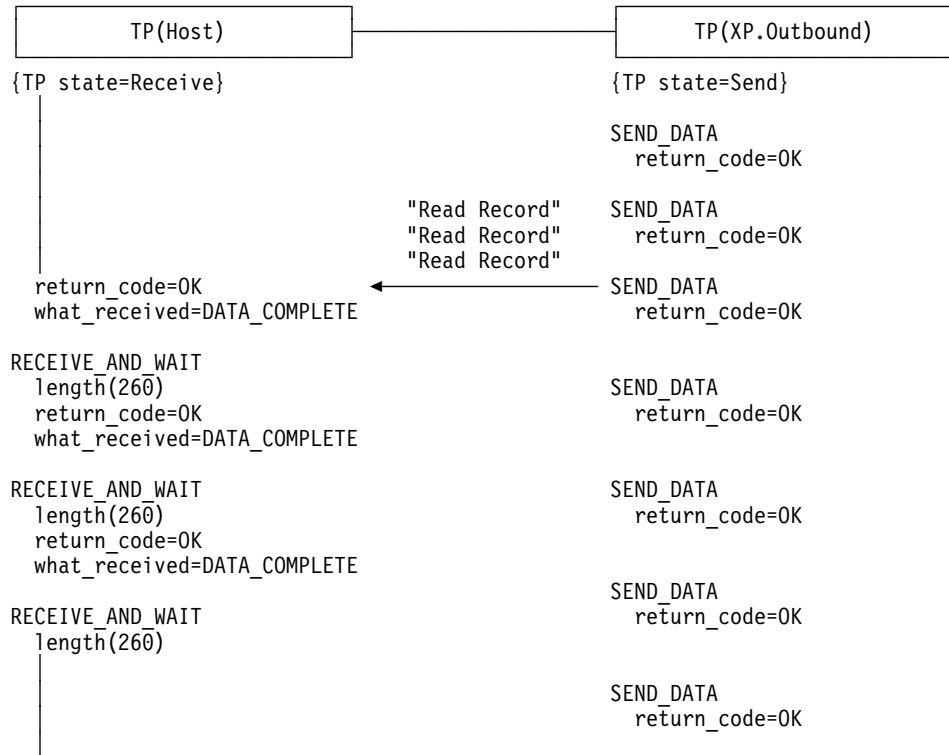 TP(Host) TP(XP.Outbound)
{TP state=Receive} {TP state=Send}
SEND_DATA
return_code=OK
"Read Record" SEND_DATA
"Read Record" return_code=OK
"Read Record"
return_code=OK SEND_DATA
what_received=DATA_COMPLETE return_code=OK
RECEIVE_AND_WAIT
length(260) SEND_DATA
return_code=OK return_code=OK
what_received=DATA_COMPLETE
RECEIVE_AND_WAIT SEND_DATA
length(260) return_code=OK
return_code=OK
what_received=DATA_COMPLETE
SEND_DATA
RECEIVE_AND_WAIT return_code=OK
length(260)
SEND_DATA
return_code=OK